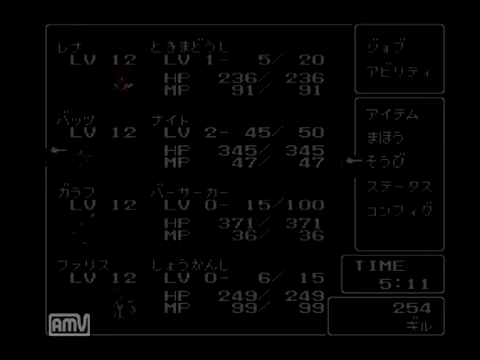 レナ ときまどうし
LV 12 LV 1- 5/ 20
HP 236/ 236
MP 91/ 91
バッツ ナイト
LV 12 LV 2- 45/ 50
HP 345/ 345
MP 47/ 47
ガラフ バーサーカー
LV 12 LV 0- 15/100
HP 371/ 371
MP 36/ 36
ファリス しょうかんし
LV 12 LV 0- 6/ 15
HP 249/ 249
MP 99/ 99
ジョブ
アビリティ
アイテム
まほう
そうび
ステータス
コンフィグ
TIME
5:11
254
ギル
AMV